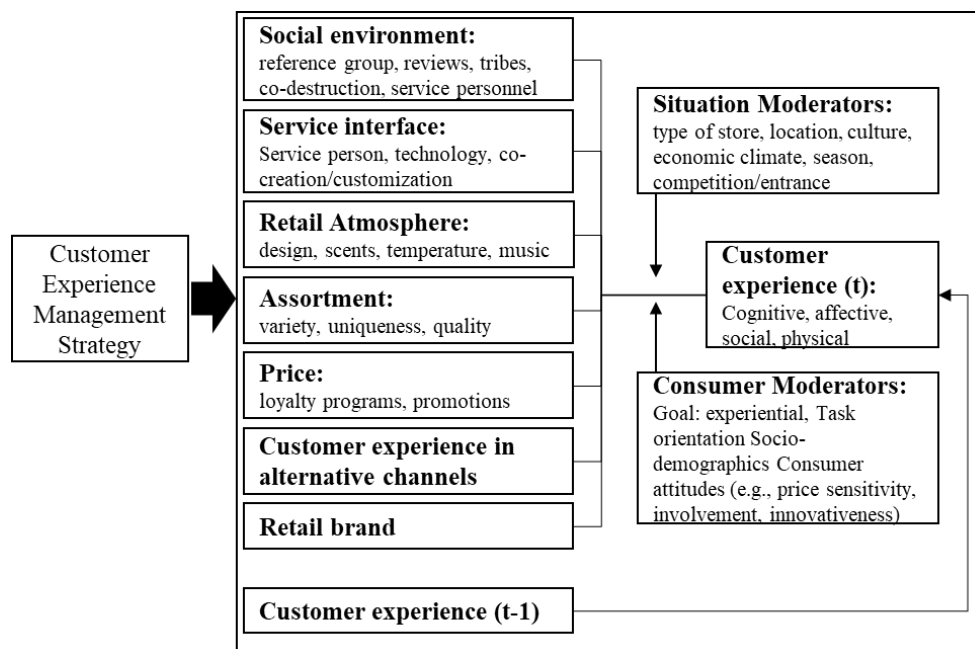 Customer
Experience
Management
Strategy
Social environment:
reference group, reviews, tribes,
co-destruction, service personnel
Service interface:
Service person, technology, co-
creation/customization
Retail Atmosphere:
design, scents, temperature, music
Assortment:
variety, uniqueness, quality
Price:
loyalty programs, promotions
Customer experience in
alternative channels
Retail brand
Customer experience (t-1)
Situation Moderators:
type of store, location, culture,
economic climate, season,
competition/entrance
Customer
experience (t):
Cognitive, affective,
social, physical
Consumer Moderators:
Goal: experiential, Task
orientation Socio-
demographics Consumer
attitudes (e.g., price sensitivity,
involvement, innovativeness)